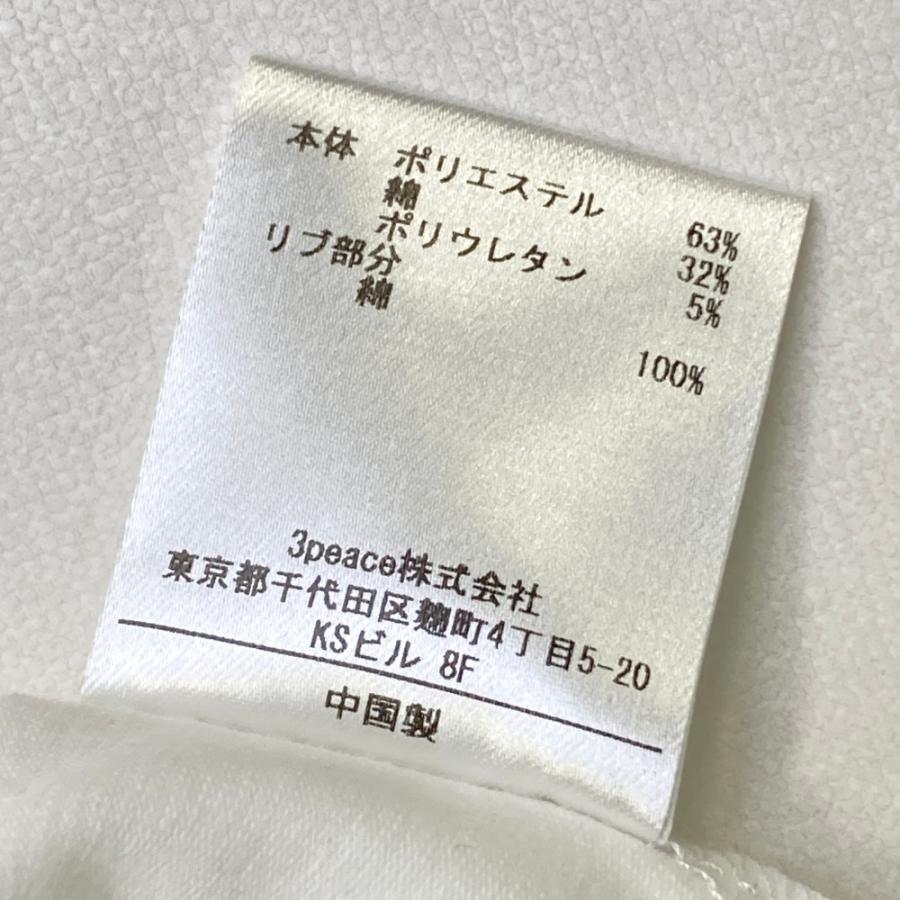 本体 ポリエステル 63%
綿 32%
ポリウレタン 5%
リブ部分
綿 100%
3peace株式会社
東京都千代田区麹町4丁目5-20
KSビル 8F
中国製